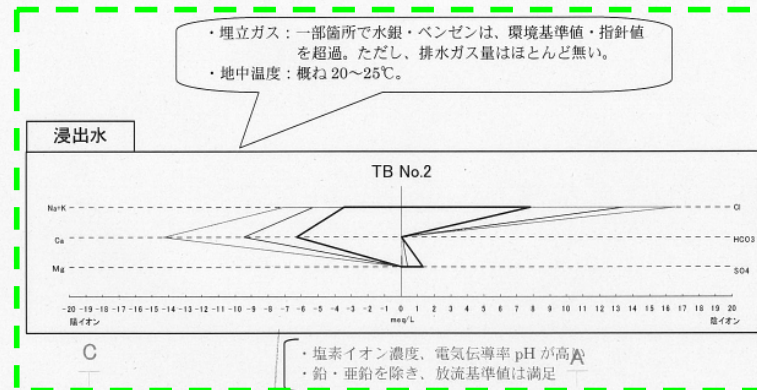 ・埋立ガス：一部箇所で水銀・ベンゼンは、環境基準値・指針値
を超過。ただし、排水ガス量はほとんど無い。
・地中温度：概ね 20～25℃。
浸出水
TB No.2
Na+K
Cl
Ca
HCO3
Mg
SO4
-20 -19 -18 -17 -16 -15 -14 -13 -12 -11 -10 -9 -8 -7 -6 -5 -4 -3 -2 -1 0 1 2 3 4 5 6 7 8 9 10 11 12 13 14 15 16 17 18 19 20
陰イオン meq/L 陰イオン
C
A
・塩素イオン濃度、電気伝導率 pH が高い
・鉛・亜鉛を除き、放流基準値は満足